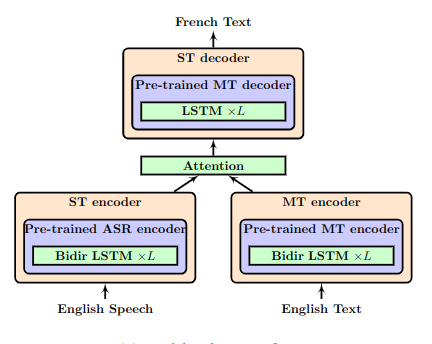 French Text
ST decoder
Pre-trained MT decoder
LSTM ×L
Attention
ST encoder
Pre-trained ASR encoder
Bidir LSTM ×L
English Speech
MT encoder
Pre-trained MT encoder
Bidir LSTM ×L
English Text